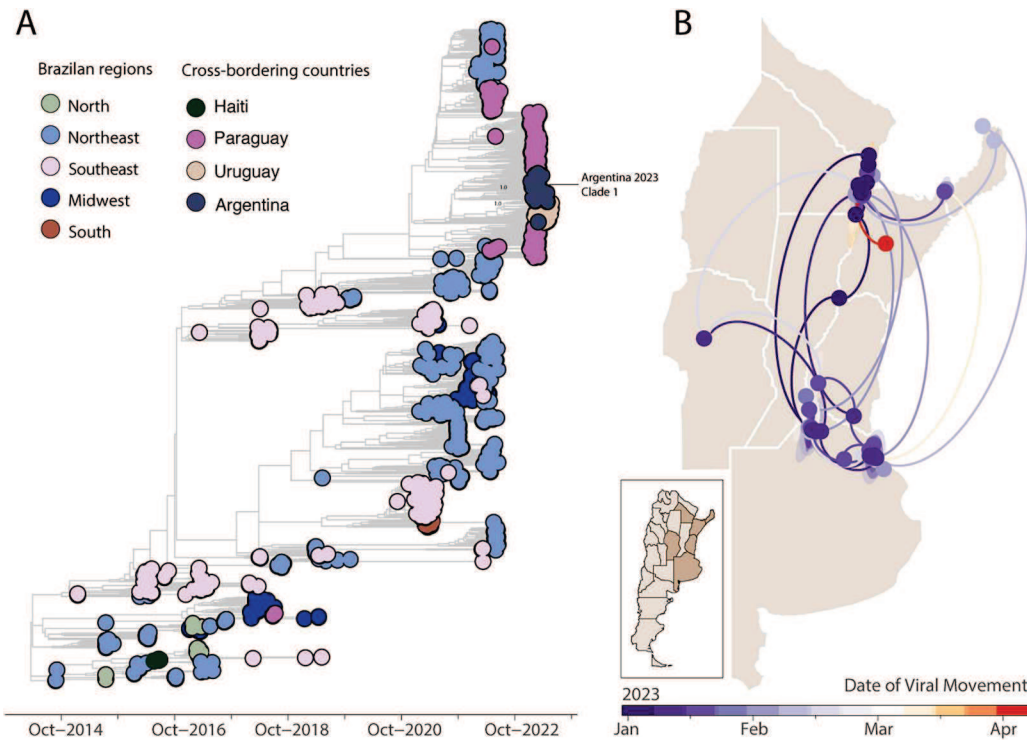 A
B
Brazilan regions
Cross-bordering countries
North
Haiti
Northeast
Paraguay
Southeast
Uruguay
Midwest
Argentina
South
1.0
1.0
Argentina 2023
Clade 1
2023
Date of Viral Movement
Jan
Feb
Mar
Apr
Oct–2014
Oct–2016
Oct–2018
Oct–2020
Oct–2022